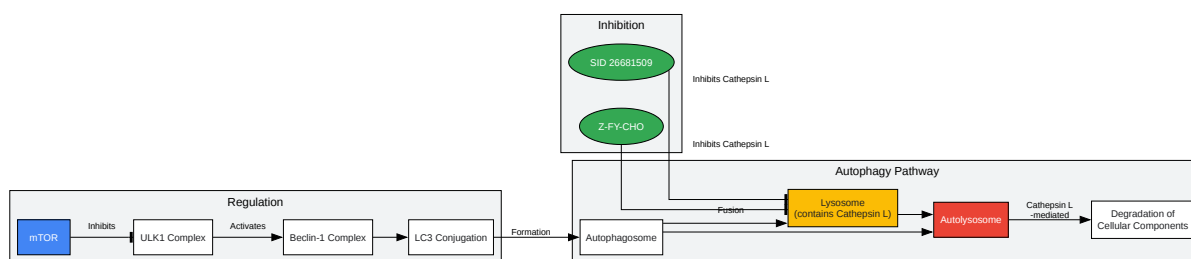 Inhibition
SID 26681509
Inhibits Cathepsin L
Z-FY-CHO
Inhibits Cathepsin L
Autophagy Pathway
Regulation
Lysosome
(contains Cathepsin L)
Fusion
Cathepsin L
-mediated
Inhibits
Activates
mTOR
ULK1 Complex
Beclin-1 Complex
LC3 Conjugation
Formation
Autophagosome
Autolysosome
Degradation of
Cellular Components